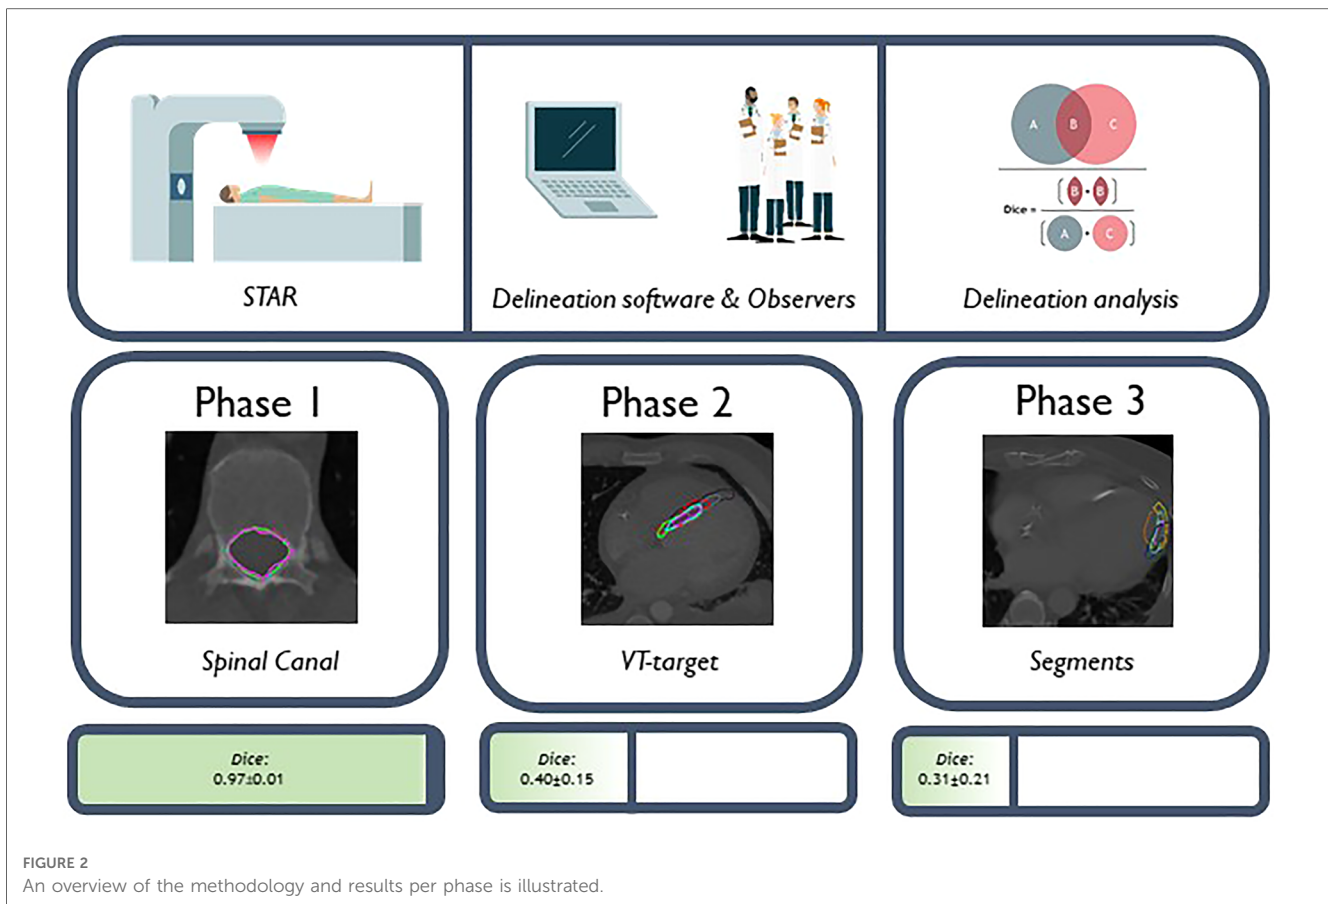 A B C
B • B
Dice =
A • C
STAR
Delineation software & Observers
Delineation analysis
Phase 1
Phase 2
Phase 3
Spinal Canal
VT-target
Segments
Dice:
0.97±0.01
Dice:
0.40±0.15
Dice:
0.31±0.21
FIGURE 2
An overview of the methodology and results per phase is illustrated.